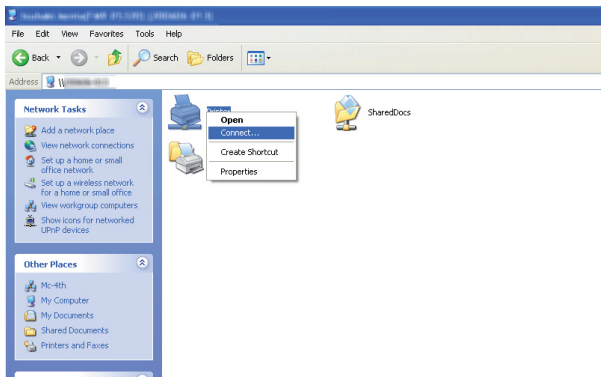 File Edit View Favorites Tools Help
Back Search Folders
Address \\
Network Tasks
Add a network place
View network connections
Set up a home or small
office network
Set up a wireless network
for a home or small office
View workgroup computers
Show icons for networked
UPnP devices
Other Places
Mc-4th
My Computer
My Documents
Shared Documents
Printers and Faxes
Printer
Open
Connect...
Create Shortcut
Properties
SharedDocs